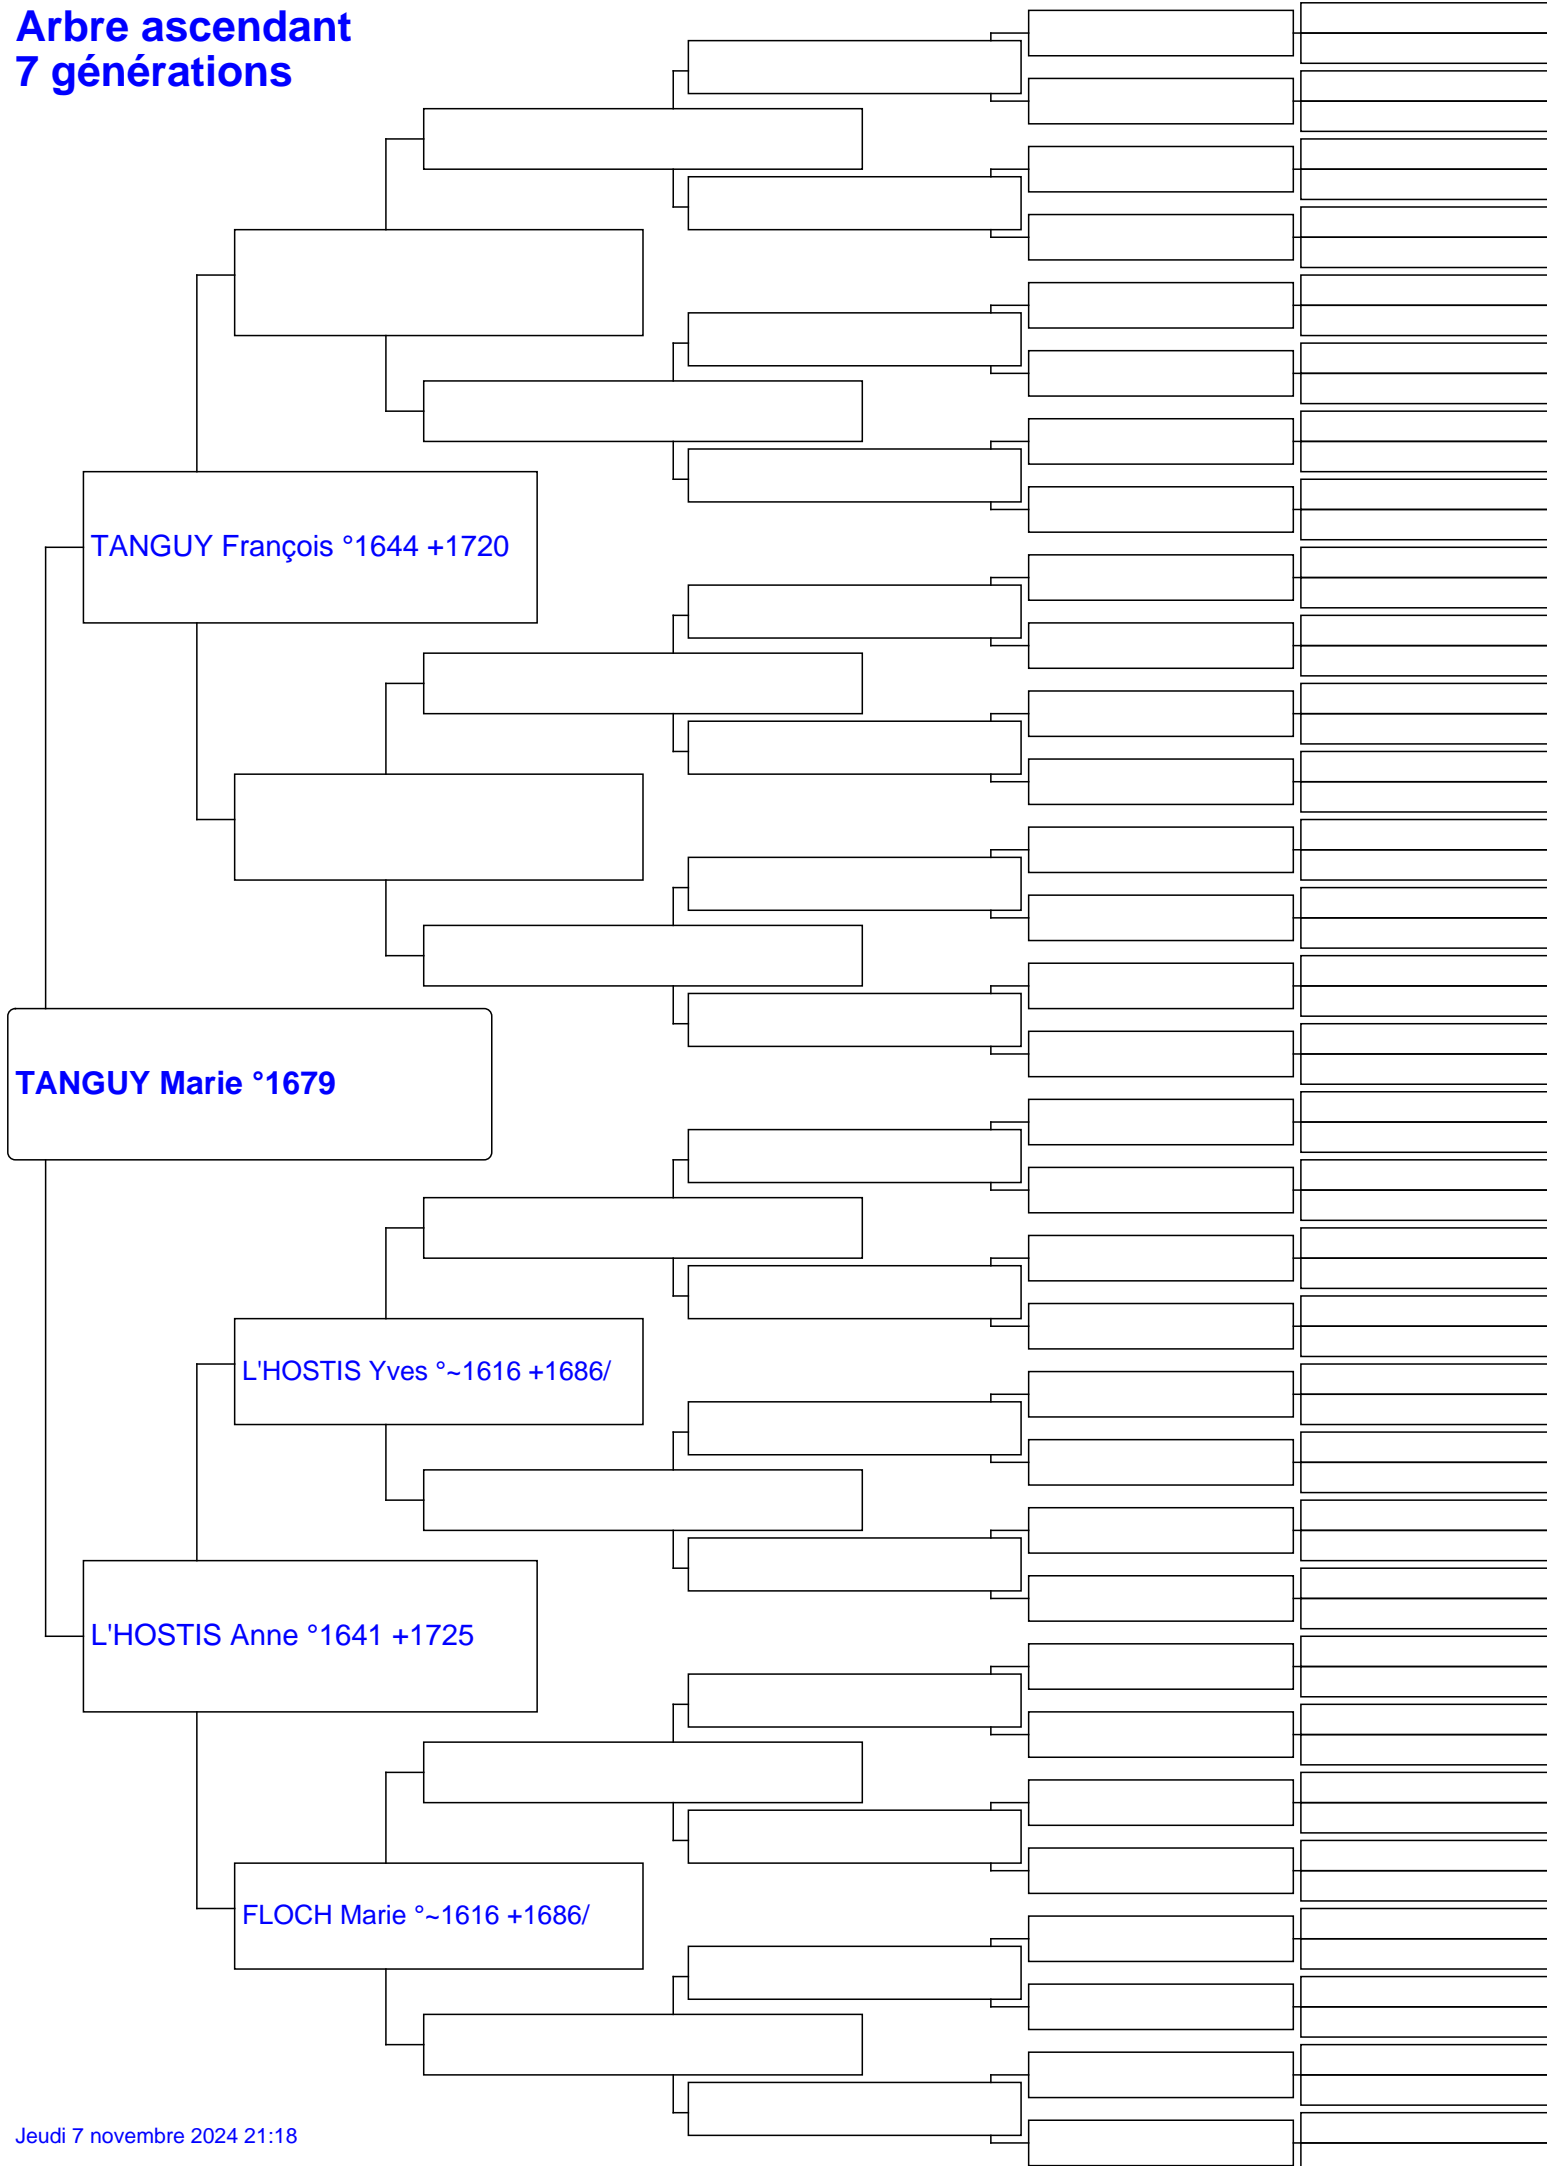 Arbre ascendant
7 générations
TANGUY François °1644 +1720
TANGUY Marie °1679
L'HOSTIS Yves °~1616 +1686/
L'HOSTIS Anne °1641 +1725
FLOCH Marie °~1616 +1686/
Jeudi 7 novembre 2024 21:18